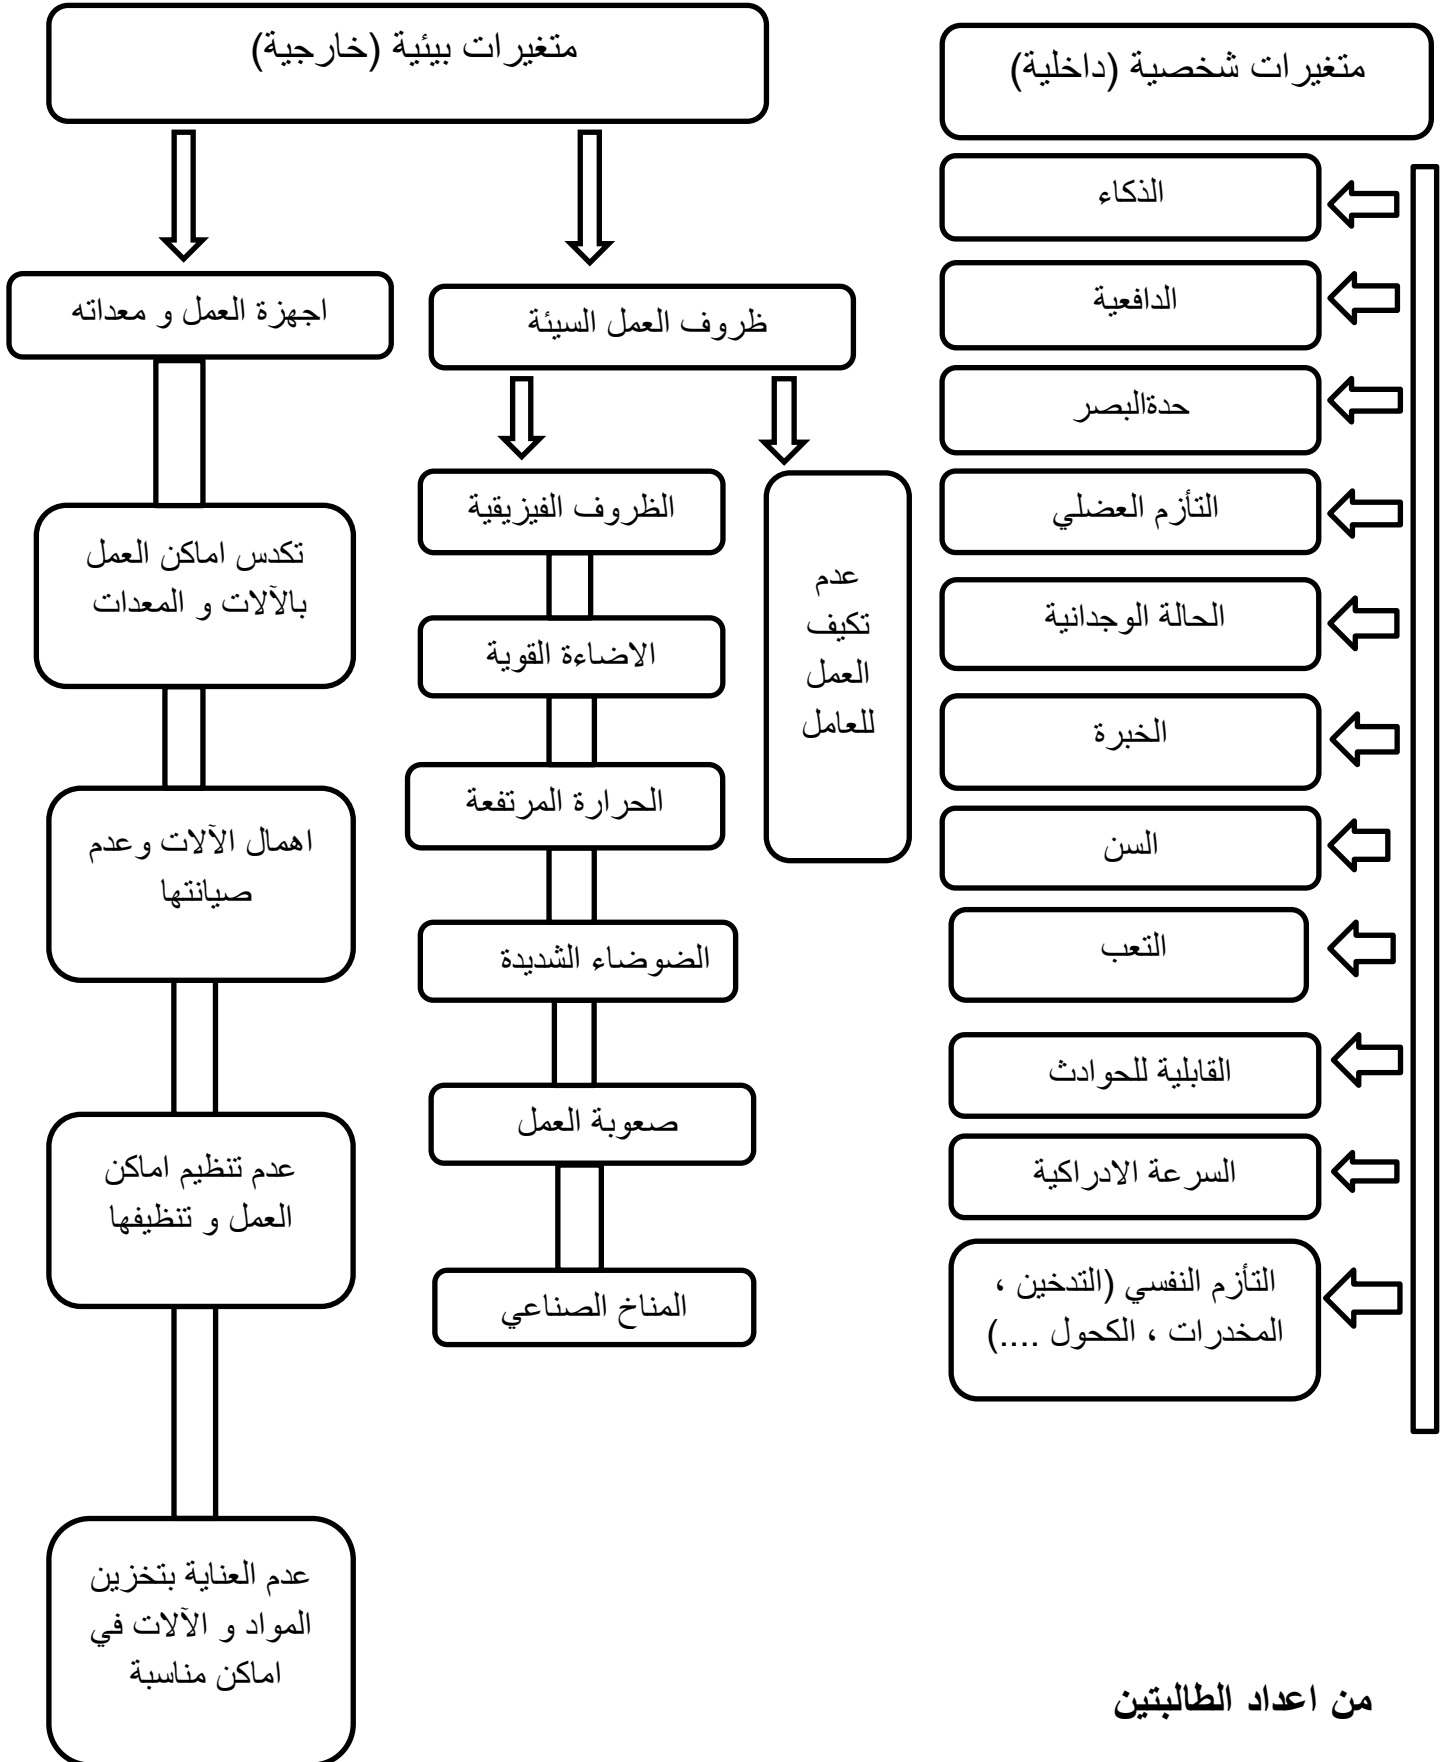 متغيرات شخصية (داخلية)
الذكاء
الدافعية
حدةالبصر
التأزم العضلي
الحالة الوجدانية
الخبرة
السن
التعب
القابلية للحوادث
السرعة الادراكية
التأزم النفسي (التدخين ،
المخدرات ، الكحول ....)
متغيرات بيئية (خارجية)
ظروف العمل السيئة
عدم
تكيف
العمل
للعامل
الظروف الفيزيقية
الاضاءة القوية
الحرارة المرتفعة
الضوضاء الشديدة
صعوبة العمل
المناخ الصناعي
اجهزة العمل و معداته
تكدس اماكن العمل
بالآلات و المعدات
اهمال الآلات وعدم
صيانتها
عدم تنظيم اماكن
العمل و تنظيفها
عدم العناية بتخزين
المواد و الآلات في
اماكن مناسبة
من اعداد الطالبتين